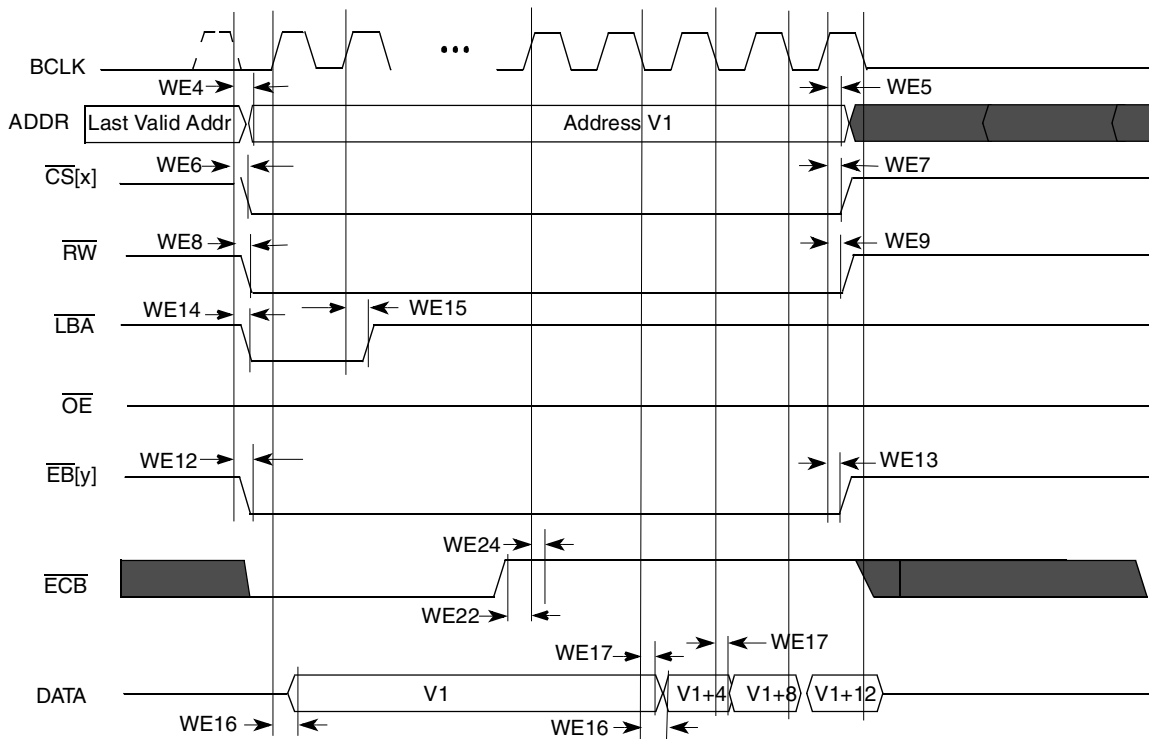 BCLK
•••
WE4
WE5
ADDR
Last Valid Addr
Address V1
WE6
WE7
CS[x]
WE8
WE9
RW
WE14
WE15
LBA
OE
WE12
WE13
EB[y]
WE24
ECB
WE22
WE17
WE17
DATA
V1
V1+4
V1+8
V1+12
WE16
WE16